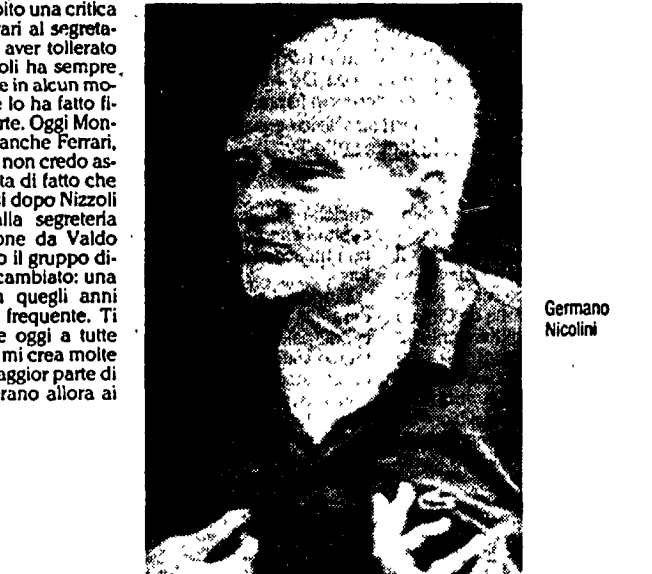 ito una critica
rari al segreta-
aver tollerato
oli ha sempre
e in alcun mo-
e lo ha fatto fi-
rte. Oggi Mon-
anche Ferrari,
non credo as-
ta di fatto che
si dopo Nizzoli
alla segreteria
one da Valdo
o il gruppo di-
cambiato: una
a quegli anni
frequente. Ti
e oggi a tutte
mi crea molte
aggior parte di
rano allora ai
Germano
Nicolini